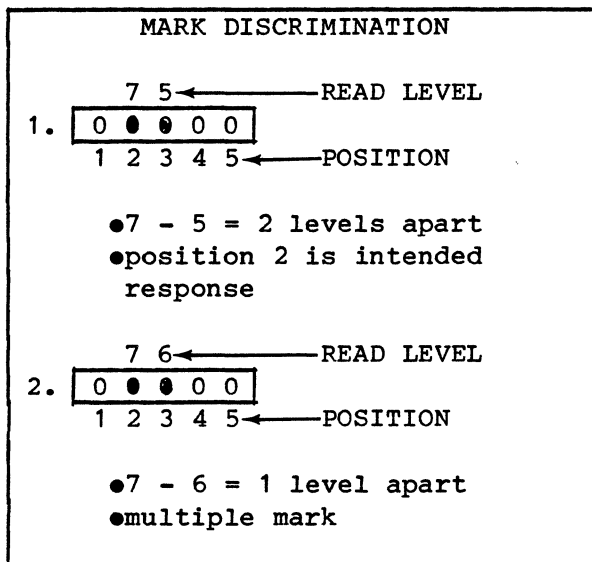 MARK DISCRIMINATION
7 5 READ LEVEL
1. 0 ● ● 0 0
1 2 3 4 5 POSITION
●7 - 5 = 2 levels apart
●position 2 is intended
response
7 6 READ LEVEL
2. 0 ● ● 0 0
1 2 3 4 5 POSITION
●7 - 6 = 1 level apart
●multiple mark